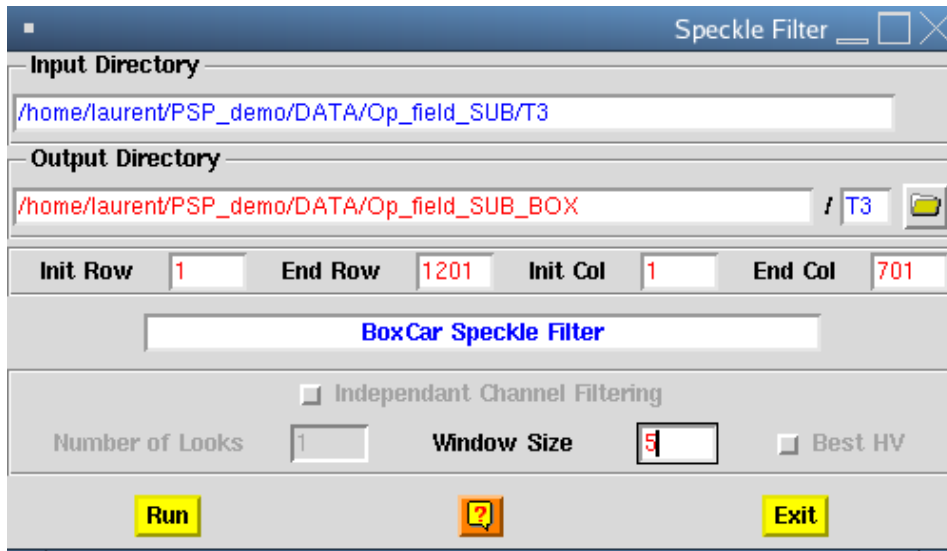 Speckle Filter
Input Directory
/home/laurent/PSP_demo/DATA/Op_field_SUB/T3
Output Directory
/home/laurent/PSP_demo/DATA/Op_field_SUB_BOX / T3
Init Row 1 End Row 1201 Init Col 1 End Col 701
BoxCar Speckle Filter
Independant Channel Filtering
Number of Looks 1 Window Size 5 Best HV
Run ? Exit